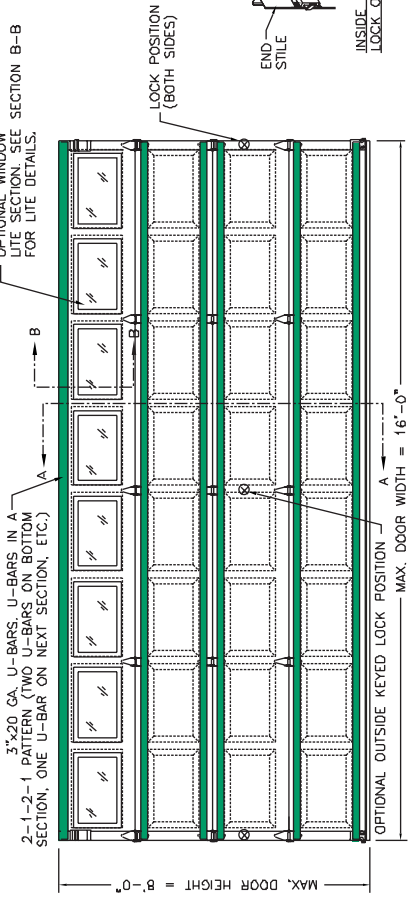 OPTIONAL WINDOW
LITE SECTION. SEE SECTION B-B
FOR LITE DETAILS.
3"x20 GA. U-BARS. U-BARS IN A
2-1-2-1 PATTERN (TWO U-BARS ON BOTTOM
SECTION, ONE U-BAR ON NEXT SECTION, ETC.)
B
B
A
A
LOCK POSITION
(BOTH SIDES)
END
STILE
INSIDE
OPTIONAL OUTSIDE KEYED LOCK POSITION
MAX. DOOR WIDTH = 16'-0"
MAX. DOOR HEIGHT = 8'-0"